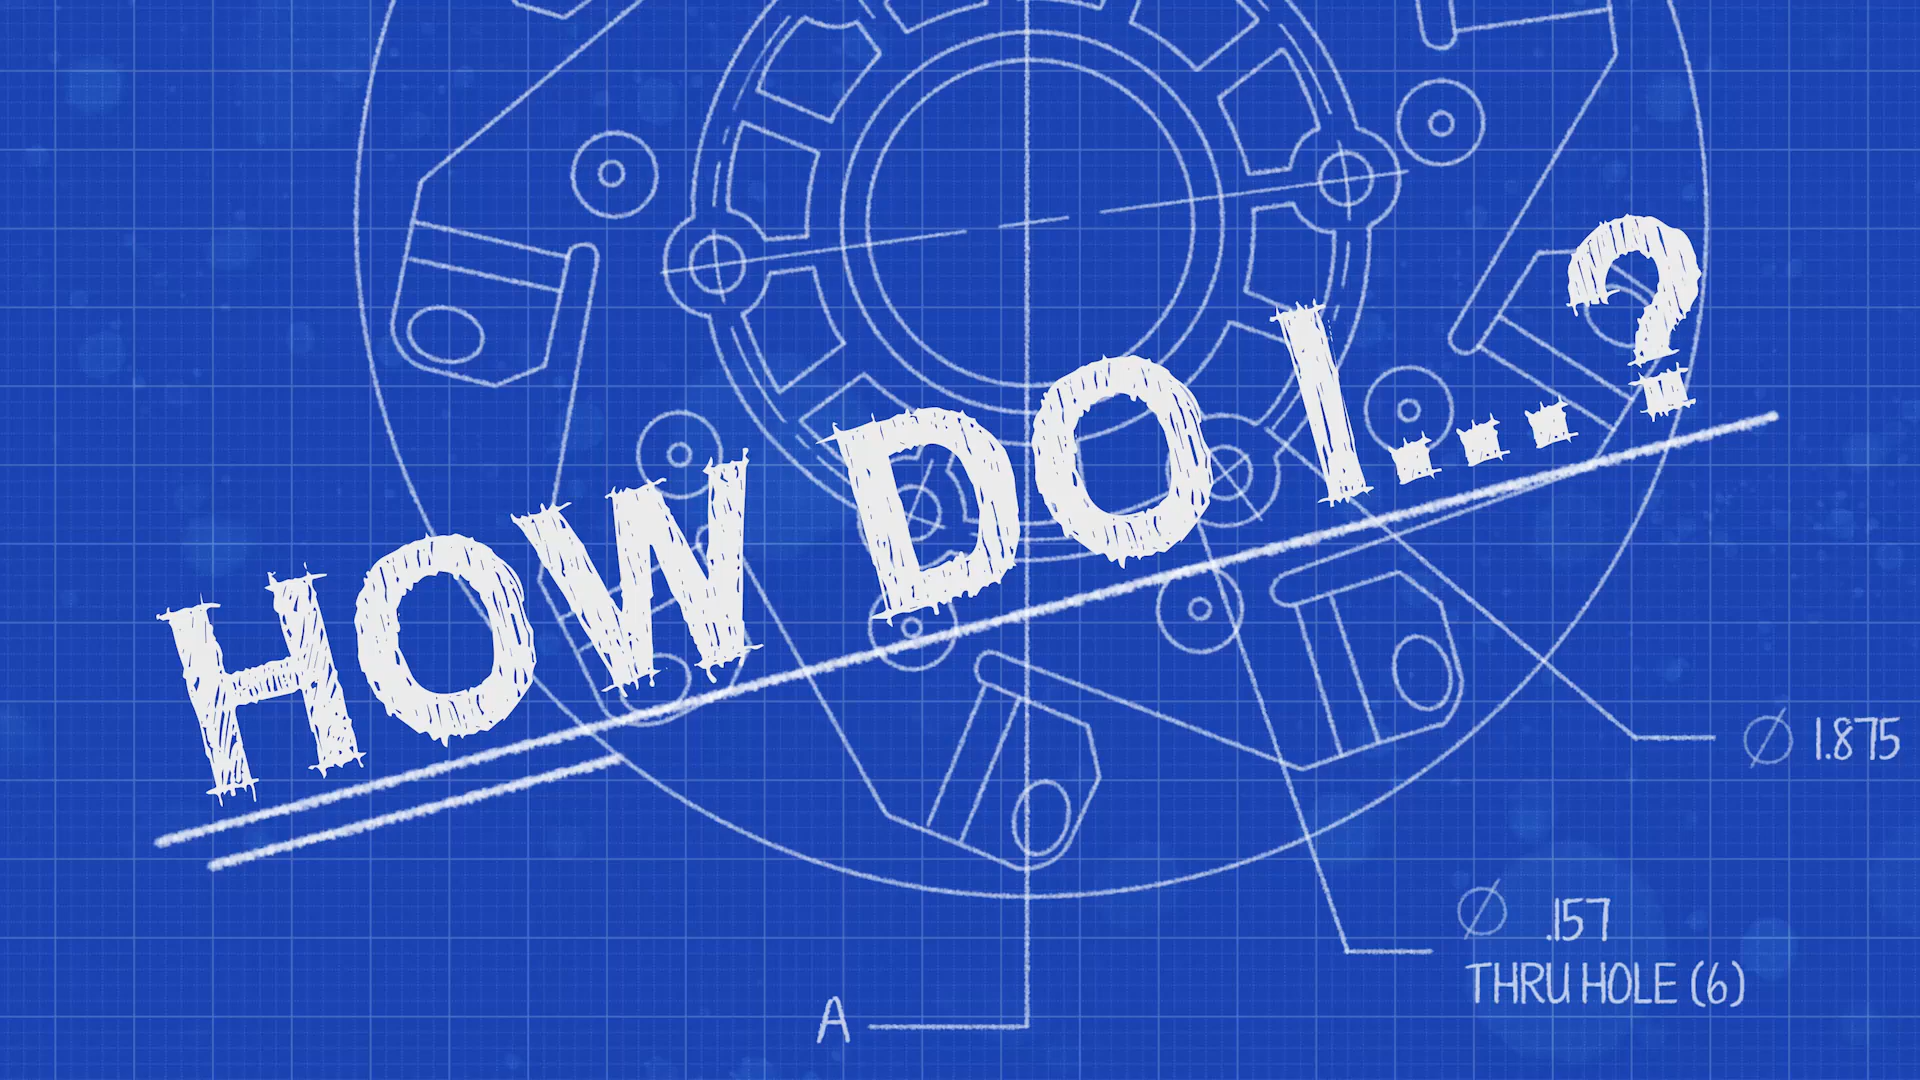 HOW DO I...?
Ø 1.875
Ø .157
THRU HOLE (6)
A